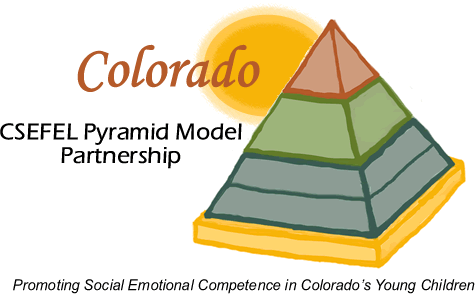 Colorado
CSEFEL Pyramid Model
Partnership
Promoting Social Emotional Competence in Colorado's Young Children